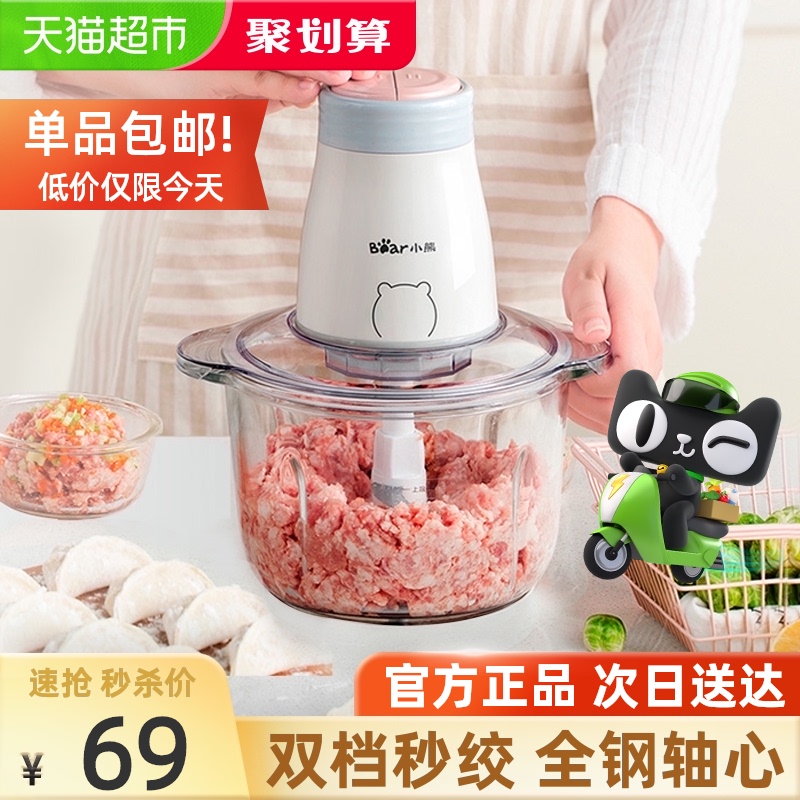 天猫超市 聚划算
单品包邮!
低价仅限今天
Bear小熊
上限
速抢 秒杀价
¥ 69
官方正品 次日送达
双档秒绞 全钢轴心